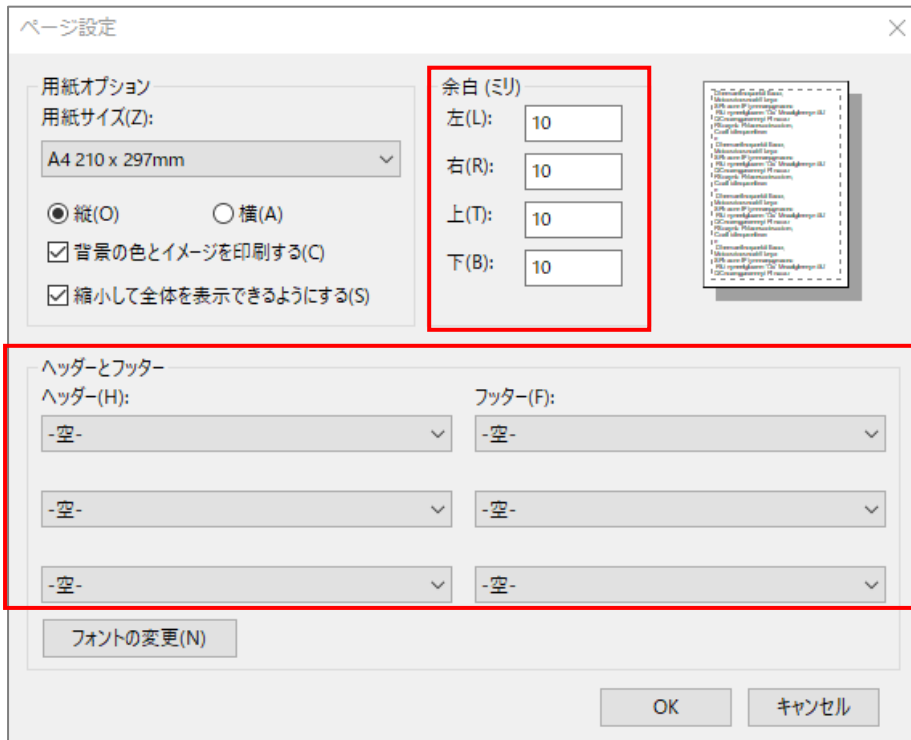 ページ設定
用紙オプション
用紙サイズ(Z):
A4 210 x 297mm
縦(O) 横(A)
背景の色とイメージを印刷する(C)
縮小して全体を表示できるようにする(S)
余白 (ミリ)
左(L): 10
右(R): 10
上(T): 10
下(B): 10
ヘッダーとフッター
ヘッダー(H): フッター(F):
-空- -空-
-空- -空-
-空- -空-
フォントの変更(N)
OK キャンセル